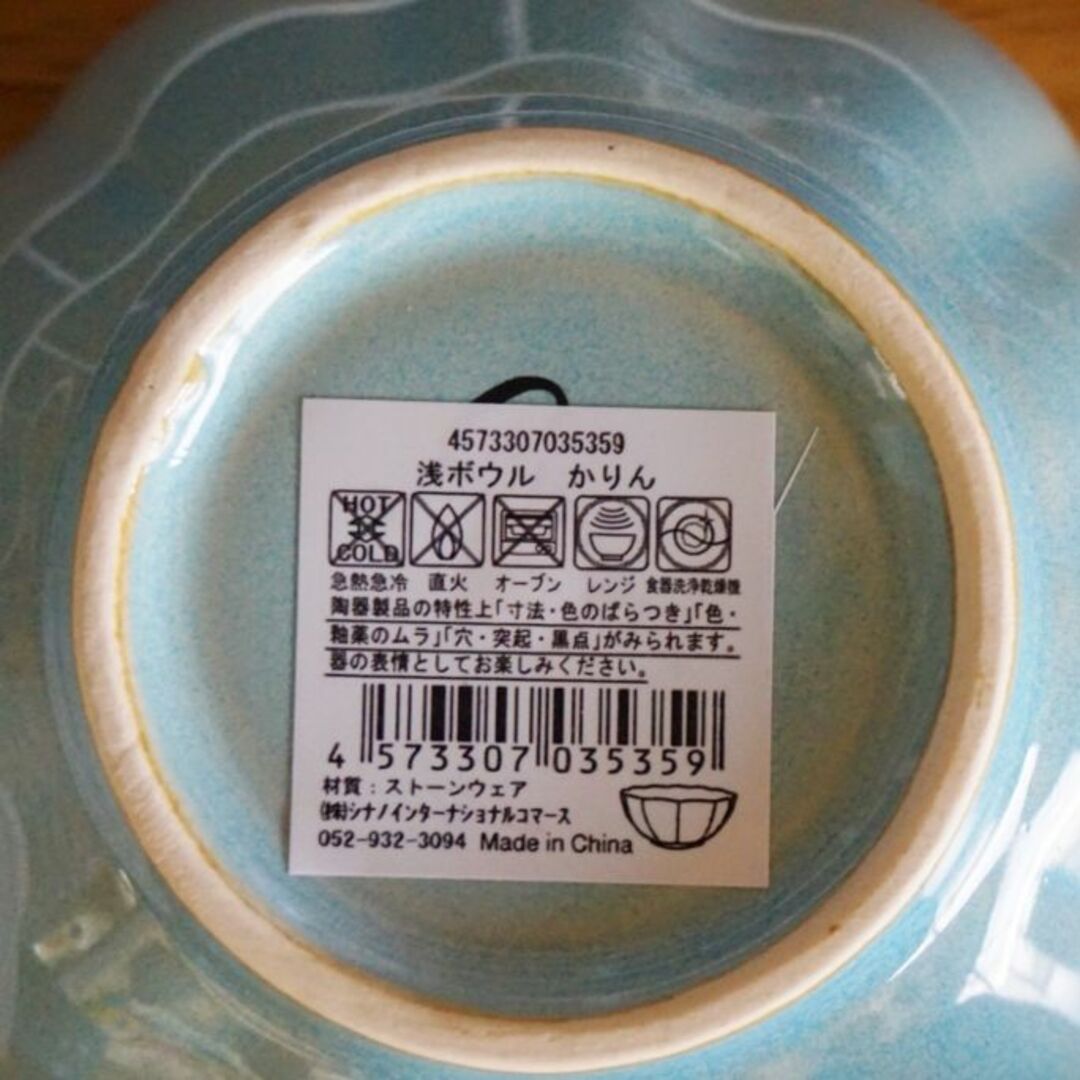 4573307035359
浅ボウル かりん
HOT
COLD
急熱急冷 直火 オーブン レンジ 食器洗浄乾燥機
陶器製品の特性上「寸法・色のばらつき」「色・
釉薬のムラ」「穴・突起・黒点」がみられます。
器の表情としてお楽しみください。
4 573307 035359
材質：ストーンウェア
㈱シナノインターナショナルコマース
052-932-3094 Made in China